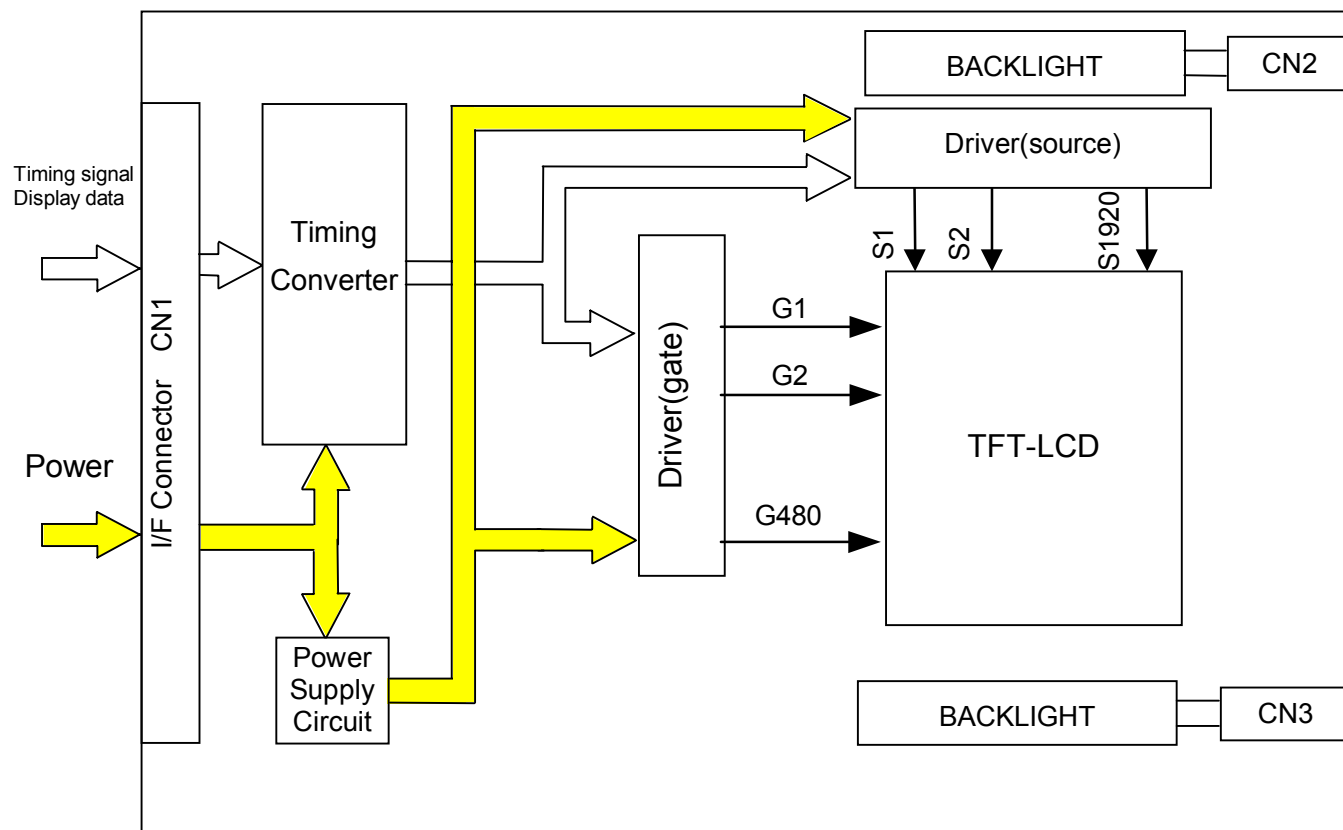 BACKLIGHT
CN2
Driver(source)
Timing signal
Display data
S1
S2
S1920
Timing
Converter
I/F Connector CN1
G1
G2
Driver(gate)
TFT-LCD
Power
G480
Power
Supply
Circuit
BACKLIGHT
CN3